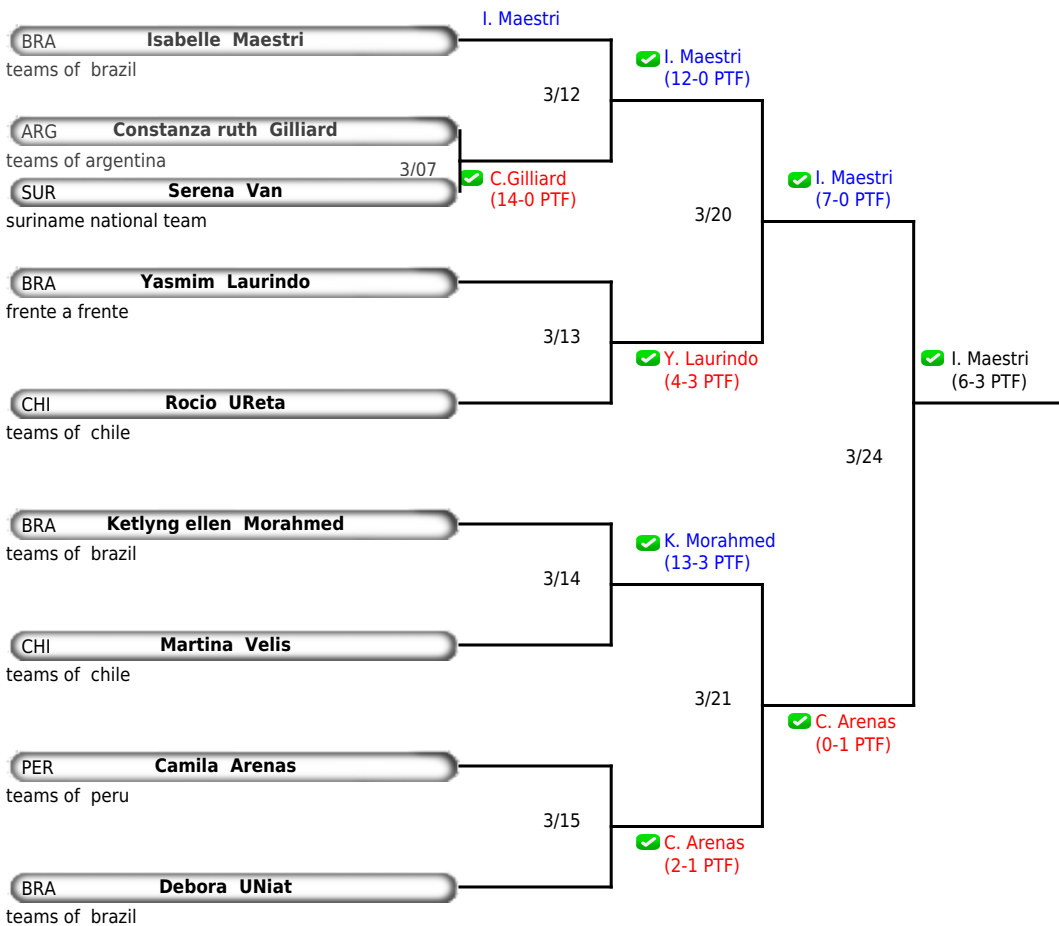 I. Maestri
BRA Isabelle Maestri
teams of brazil
I. Maestri
(12-0 PTF)
3/12
ARG Constanza ruth Gilliard
teams of argentina
3/07
C.Gilliard
(14-0 PTF)
SUR Serena Van
suriname national team
I. Maestri
(7-0 PTF)
3/20
BRA Yasmim Laurindo
frente a frente
3/13
Y. Laurindo
(4-3 PTF)
I. Maestri
(6-3 PTF)
CHI Rocio UReta
teams of chile
3/24
BRA Ketlyng ellen Morahmed
teams of brazil
K. Morahmed
(13-3 PTF)
3/14
CHI Martina Velis
teams of chile
3/21
C. Arenas
(0-1 PTF)
PER Camila Arenas
teams of peru
3/15
C. Arenas
(2-1 PTF)
BRA Debora UNiat
teams of brazil